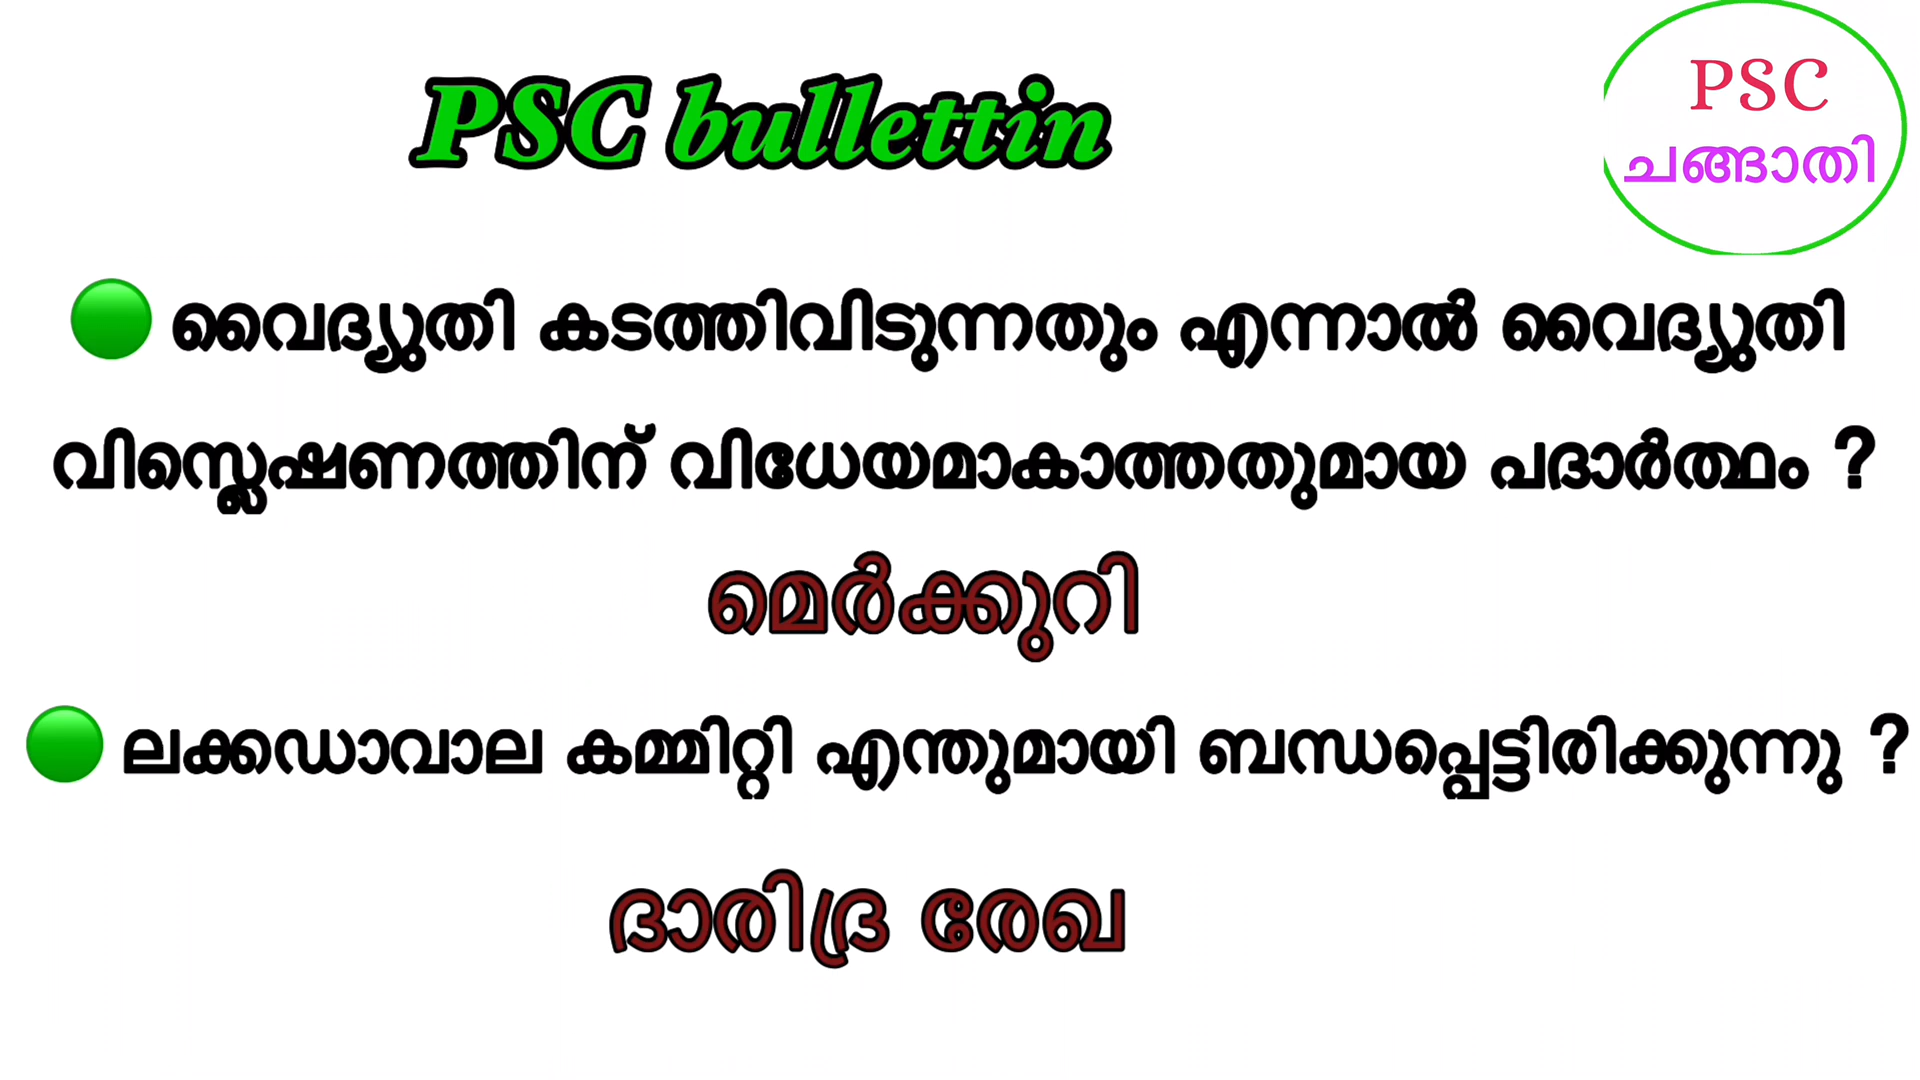 PSC bullettin
PSC
ചങ്ങാതി
വൈദ്യുതി കടത്തിവിടുന്നതും എന്നാൽ വൈദ്യുതി
വിസ്ലേഷണത്തിന് വിധേയമാകാത്തതുമായ പദാർത്ഥം ?
മെർക്കുറി
ലക്കഡാവാല കമ്മിറ്റി എന്തുമായി ബന്ധപ്പെട്ടിരിക്കുന്നു ?
ദാരിദ്ര രേഖ